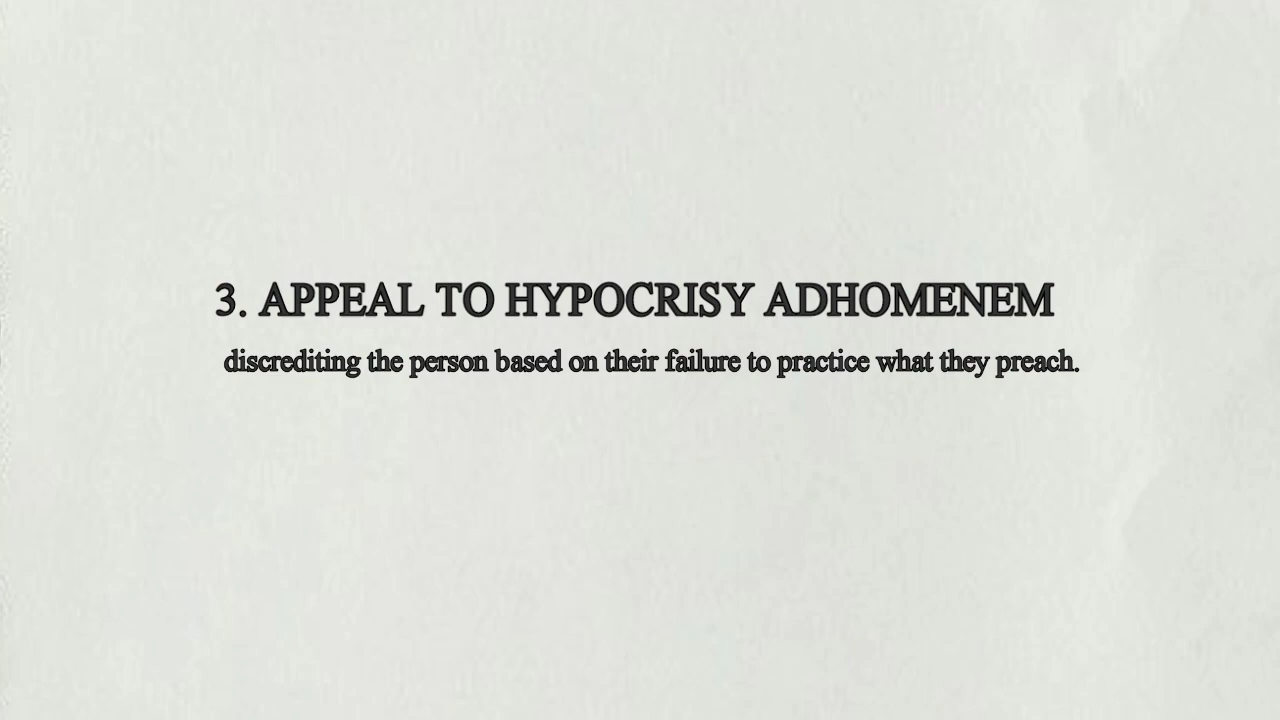 3. APPEAL TO HYPOCRISY ADHOMENEM
discrediting the person based on their failure to practice what they preach.